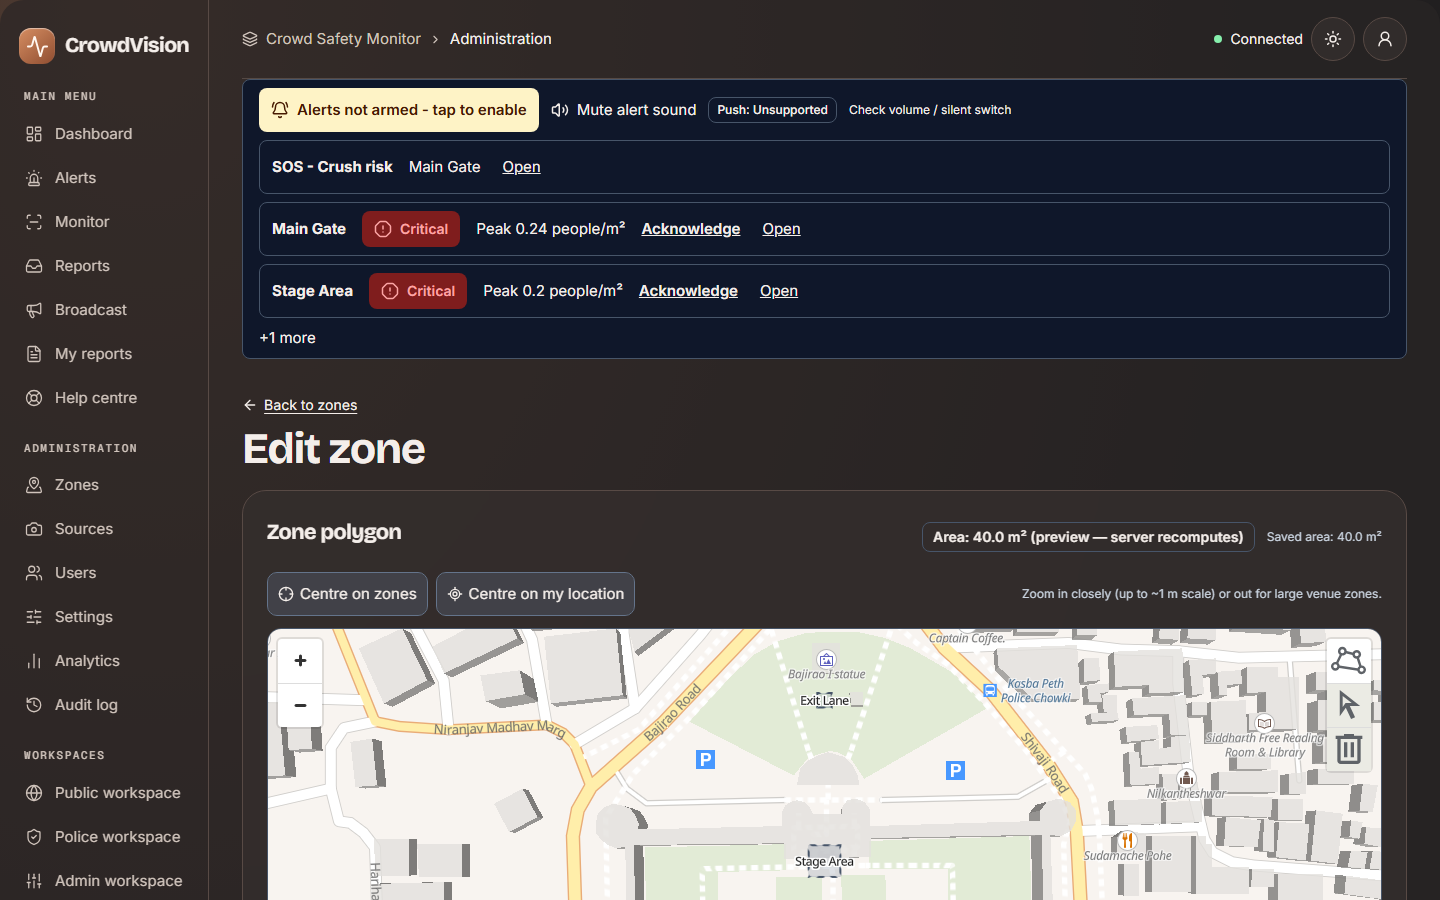 CrowdVision
Crowd Safety Monitor > Administration
Connected
MAIN MENU
Dashboard
Alerts
Monitor
Reports
Broadcast
My reports
Help centre
ADMINISTRATION
Zones
Sources
Users
Settings
Analytics
Audit log
WORKSPACES
Public workspace
Police workspace
Admin workspace
Alerts not armed - tap to enable
Mute alert sound
Push: Unsupported
Check volume / silent switch
SOS - Crush risk Main Gate Open
Main Gate Critical Peak 0.24 people/m² Acknowledge Open
Stage Area Critical Peak 0.2 people/m² Acknowledge Open
+1 more
Back to zones
Edit zone
Zone polygon
Area: 40.0 m² (preview — server recomputes)
Saved area: 40.0 m²
Centre on zones
Centre on my location
Zoom in closely (up to ~1 m scale) or out for large venue zones.
+
−
Captain Coffee.
Bajirao-I statue
Exit Lane
Kasba Peth
Police Chowki
Niranjav Madhav Marg
Bajirao Road
Shivaji Road
P
P
Siddharth Free Reading
Room & Library
Nilkantheshwar
Sudamache Pohe
Stage Area